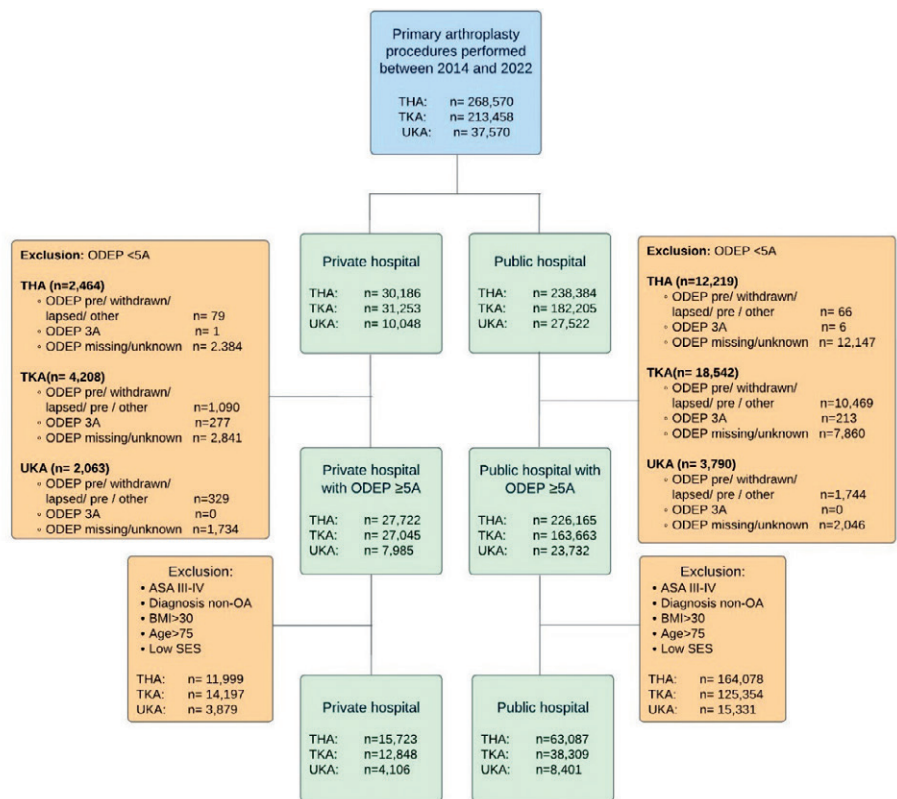 Primary arthroplasty
procedures performed
between 2014 and 2022
THA: n= 268,570
TKA: n= 213,458
UKA: n= 37,570
Exclusion: ODEP <5A
THA (n=2,464)
◦ ODEP pre/ withdrawn/
lapsed/ other n= 79
◦ ODEP 3A n= 1
◦ ODEP missing/unknown n= 2.384
TKA(n= 4,208)
◦ ODEP pre/ withdrawn/
lapsed/ pre / other n=1,090
◦ ODEP 3A n=277
◦ ODEP missing/unknown n= 2,841
UKA (n= 2,063)
◦ ODEP pre/ withdrawn/
lapsed/ pre / other n=329
◦ ODEP 3A n=0
◦ ODEP missing/unknown n=1,734
Private hospital
THA: n= 30,186
TKA: n= 31,253
UKA: n= 10,048
Public hospital
THA: n= 238,384
TKA: n= 182,205
UKA: n= 27,522
Exclusion: ODEP <5A
THA (n=12,219)
◦ ODEP pre/ withdrawn/
lapsed/ pre / other n= 66
◦ ODEP 3A n= 6
◦ ODEP missing/unknown n= 12,147
TKA(n= 18,542)
◦ ODEP pre/ withdrawn/
lapsed/ pre / other n=10,469
◦ ODEP 3A n=213
◦ ODEP missing/unknown n=7,860
UKA (n= 3,790)
◦ ODEP pre/ withdrawn/
lapsed/ pre / other n=1,744
◦ ODEP 3A n=0
◦ ODEP missing/unknown n=2,046
Private hospital
with ODEP ≥5A
THA: n= 27,722
TKA: n= 27,045
UKA: n= 7,985
Public hospital with
ODEP ≥5A
THA: n= 226,165
TKA: n= 163,663
UKA: n= 23,732
Exclusion:
• ASA III-IV
• Diagnosis non-OA
• BMI>30
• Age>75
• Low SES
THA: n= 11,999
TKA: n= 14,197
UKA: n= 3,879
Exclusion:
• ASA III-IV
• Diagnosis non-OA
• BMI>30
• Age>75
• Low SES
THA: n= 164,078
TKA: n= 125,354
UKA: n= 15,331
Private hospital
THA: n=15,723
TKA: n=12,848
UKA: n=4,106
Public hospital
THA: n=63,087
TKA: n=38,309
UKA: n=8,401